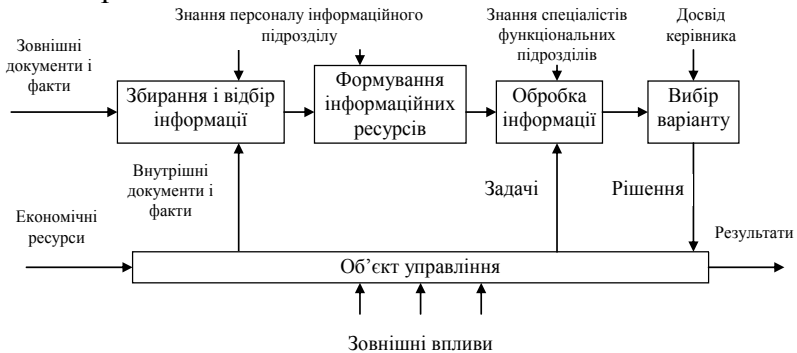 Знання персоналу інформаційного
підрозділу
Знання спеціалістів
функціональних
підрозділів
Досвід
керівника
Зовнішні
документи і
факти
Збирання і відбір
інформації
Формування
інформаційних
ресурсів
Обробка
інформації
Вибір
варіанту
Внутрішні
документи і
факти
Задачі
Рішення
Економічні
ресурси
Результати
Об’єкт управління
Зовнішні впливи